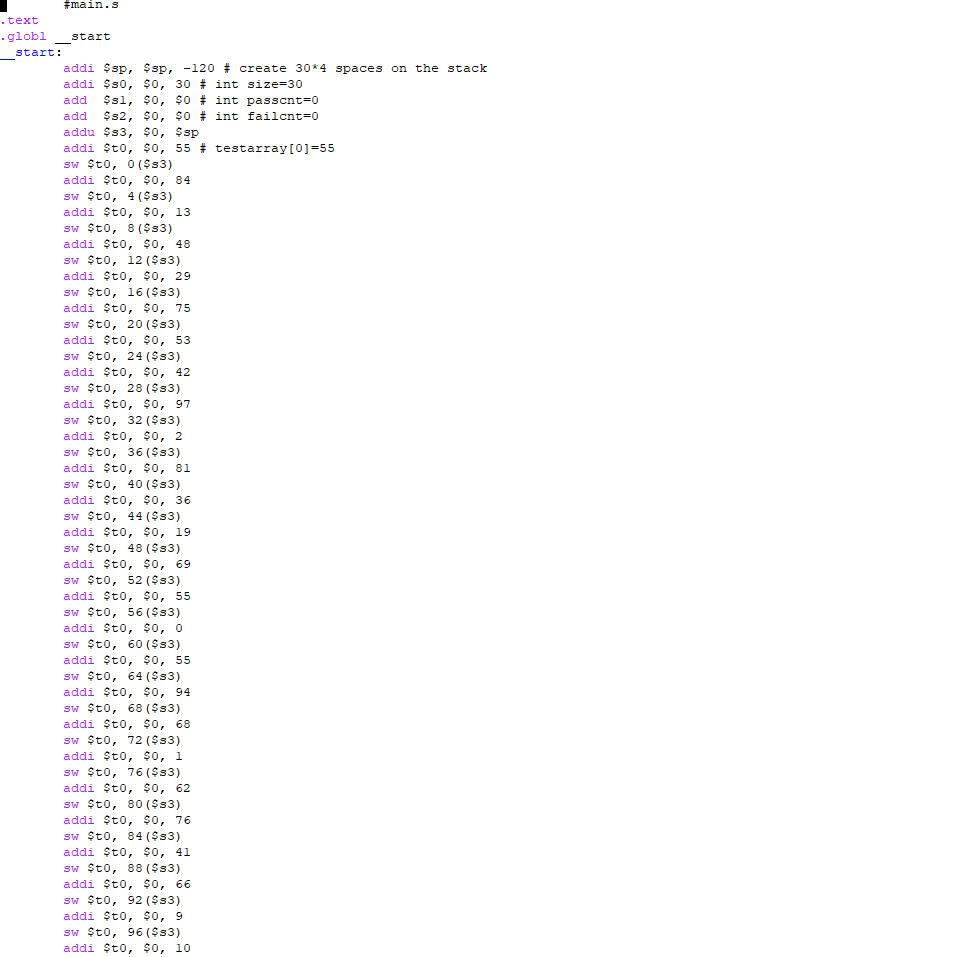 #main.s
.text
.globl __start
__start:
addi $sp, $sp, -120 # create 30*4 spaces on the stack
addi $s0, $0, 30 # int size=30
add  $s1, $0, $0 # int passcnt=0
add  $s2, $0, $0 # int failcnt=0
addu $s3, $0, $sp
addi $t0, $0, 55 # testarray[0]=55
sw $t0, 0($s3)
addi $t0, $0, 84
sw $t0, 4($s3)
addi $t0, $0, 13
sw $t0, 8($s3)
addi $t0, $0, 48
sw $t0, 12($s3)
addi $t0, $0, 29
sw $t0, 16($s3)
addi $t0, $0, 75
sw $t0, 20($s3)
addi $t0, $0, 53
sw $t0, 24($s3)
addi $t0, $0, 42
sw $t0, 28($s3)
addi $t0, $0, 97
sw $t0, 32($s3)
addi $t0, $0, 2
sw $t0, 36($s3)
addi $t0, $0, 81
sw $t0, 40($s3)
addi $t0, $0, 36
sw $t0, 44($s3)
addi $t0, $0, 19
sw $t0, 48($s3)
addi $t0, $0, 69
sw $t0, 52($s3)
addi $t0, $0, 55
sw $t0, 56($s3)
addi $t0, $0, 0
sw $t0, 60($s3)
addi $t0, $0, 55
sw $t0, 64($s3)
addi $t0, $0, 94
sw $t0, 68($s3)
addi $t0, $0, 68
sw $t0, 72($s3)
addi $t0, $0, 1
sw $t0, 76($s3)
addi $t0, $0, 62
sw $t0, 80($s3)
addi $t0, $0, 76
sw $t0, 84($s3)
addi $t0, $0, 41
sw $t0, 88($s3)
addi $t0, $0, 66
sw $t0, 92($s3)
addi $t0, $0, 9
sw $t0, 96($s3)
addi $t0, $0, 10